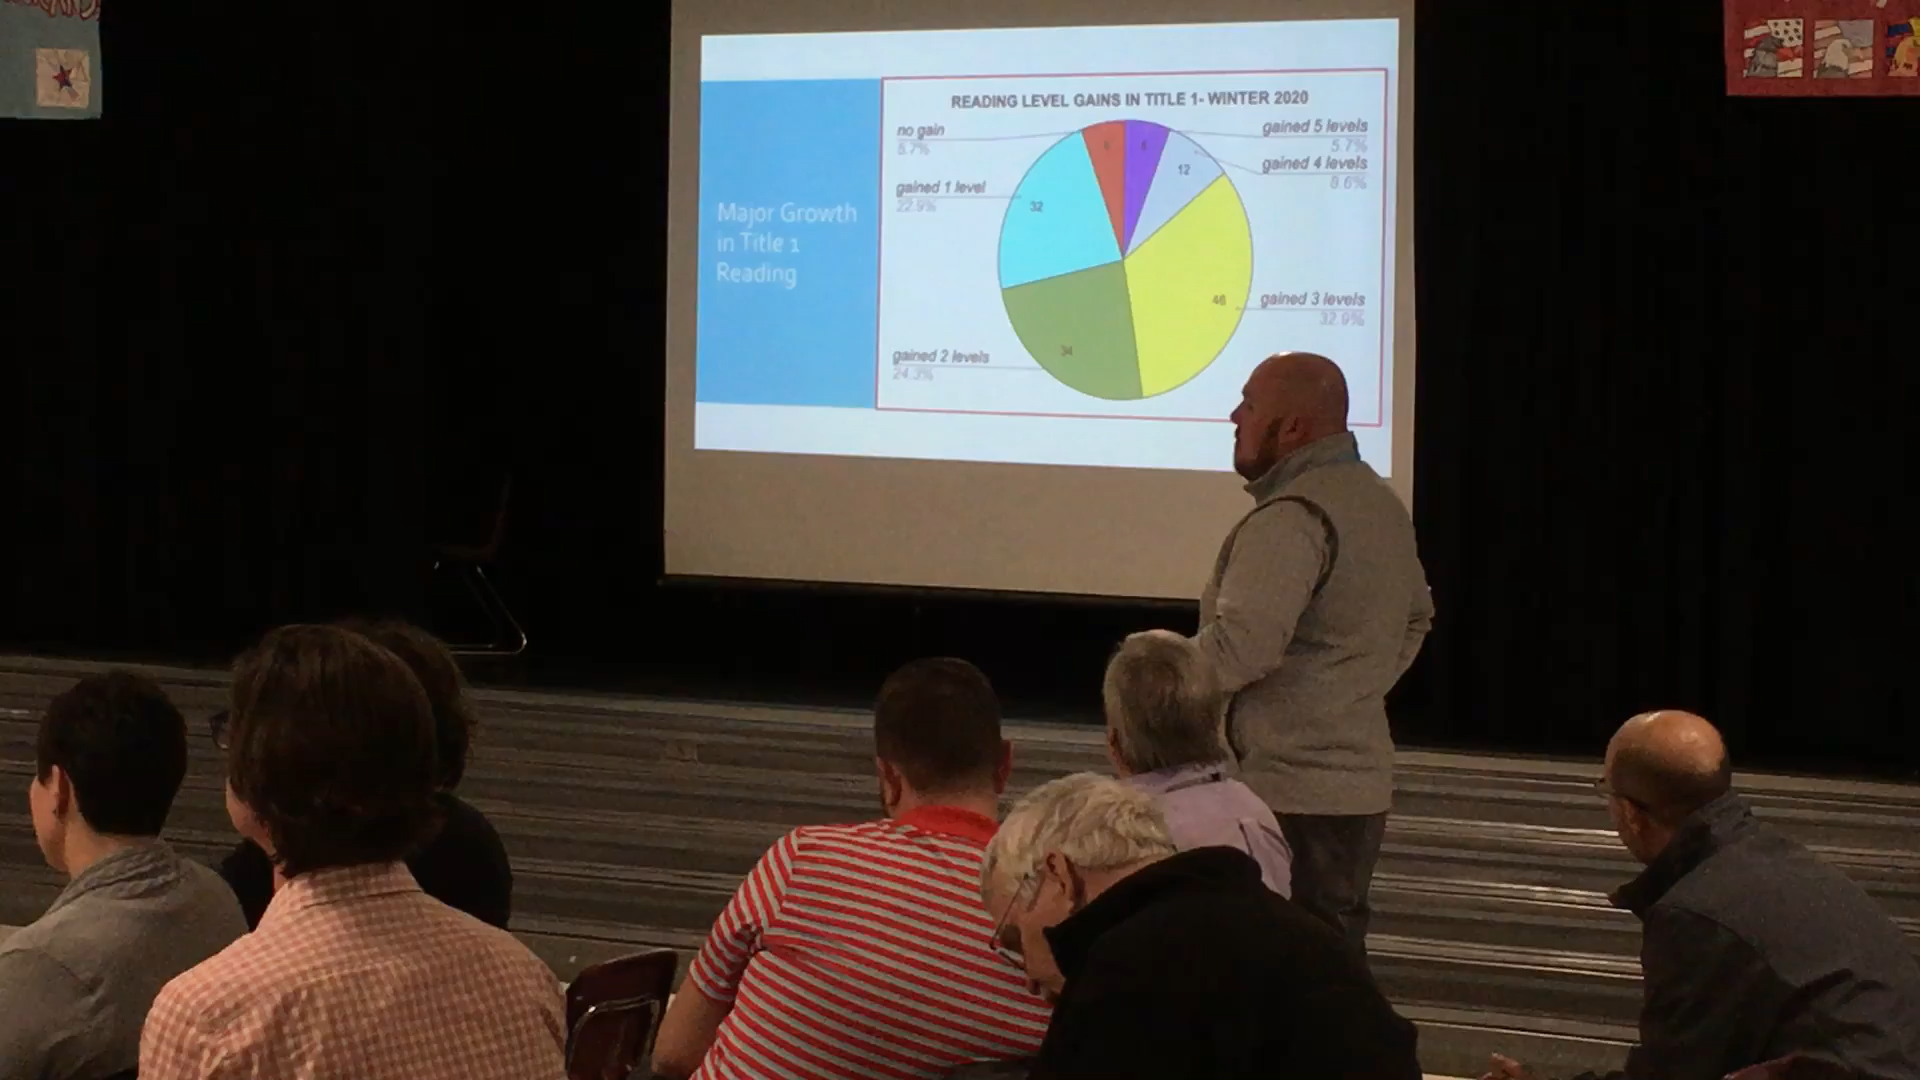 Major Growth
in Title 1
Reading
READING LEVEL GAINS IN TITLE 1- WINTER 2020
no gain
5.7%
gained 1 level
22.9%
gained 2 levels
24.3%
gained 5 levels
5.7%
gained 4 levels
8.6%
gained 3 levels
32.9%
12
32
46
34